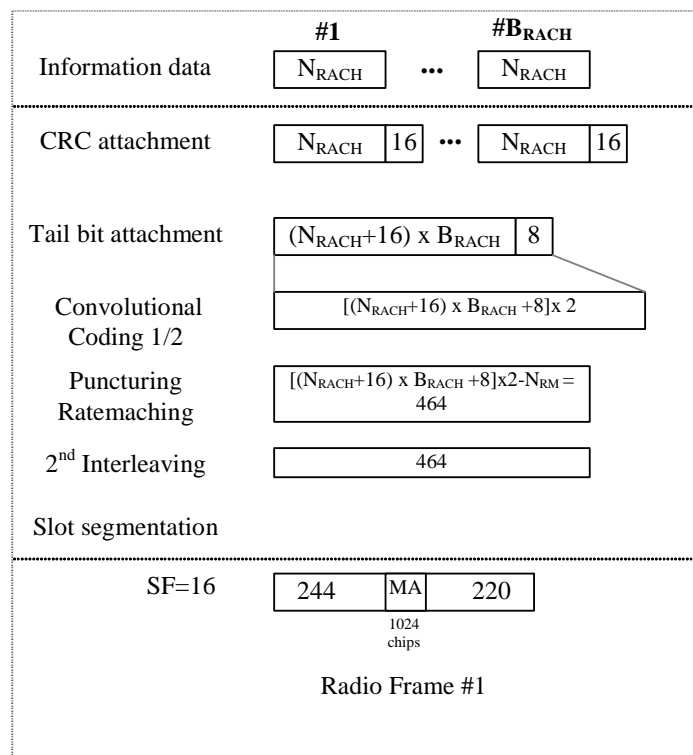 #1 #B_RACH
Information data N_RACH ... N_RACH
CRC attachment N_RACH 16 ... N_RACH 16
Tail bit attachment (N_RACH+16) x B_RACH 8
Convolutional
Coding 1/2
[(N_RACH+16) x B_RACH +8]x 2
Puncturing
Ratemaching
[(N_RACH+16) x B_RACH +8]x2-N_RM =
464
2nd Interleaving 464
Slot segmentation
SF=16 244 MA 220
1024
chips
Radio Frame #1